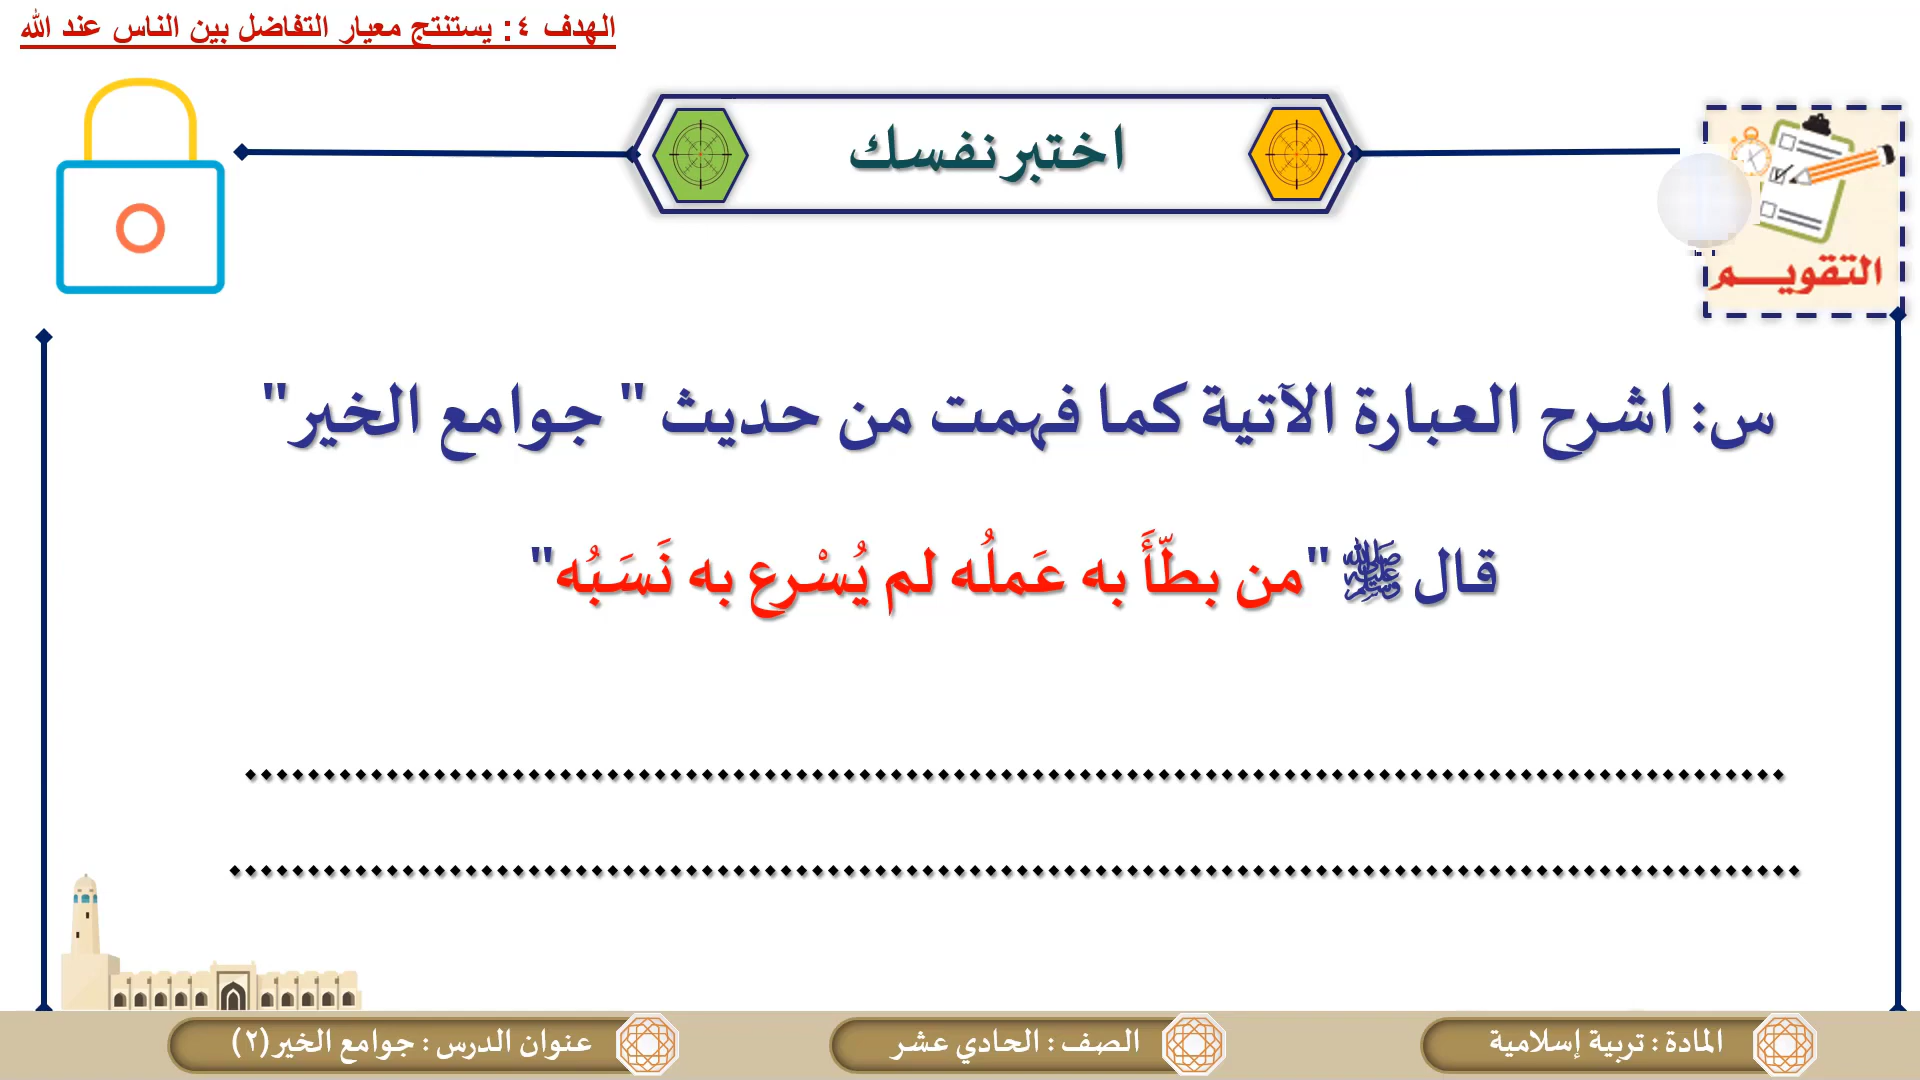 الهدف ٤: يستنتج معيار التفاضل بين الناس عند الله
اختبر نفسك
التقويم
س: اشرح العبارة الآتية كما فهمت من حديث " جوامع الخير"
قال ﷺ "من بطّأَ به عَملُه لم يُسْرع به نَسَبُه"
المادة : تربية إسلامية
الصف : الحادي عشر
عنوان الدرس : جوامع الخير(٢)